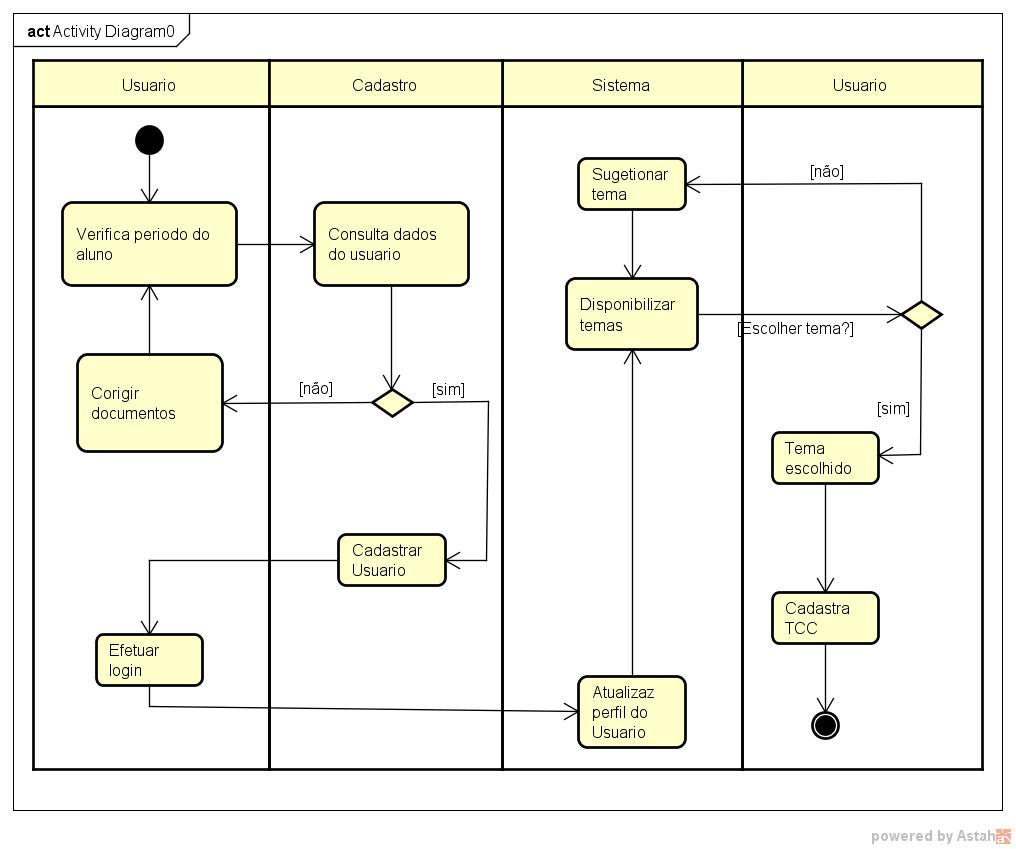 act Activity Diagram0
Usuario
Cadastro
Sistema
Usuario
Verifica periodo do
aluno
Consulta dados
do usuario
Sugetionar
tema
[não]
Disponibilizar
temas
[Escolher tema?]
Corigir
documentos
[não]
[sim]
[sim]
Tema
escolhido
Cadastrar
Usuario
Cadastra
TCC
Efetuar
login
Atualizaz
perfil do
Usuario
powered by Astah